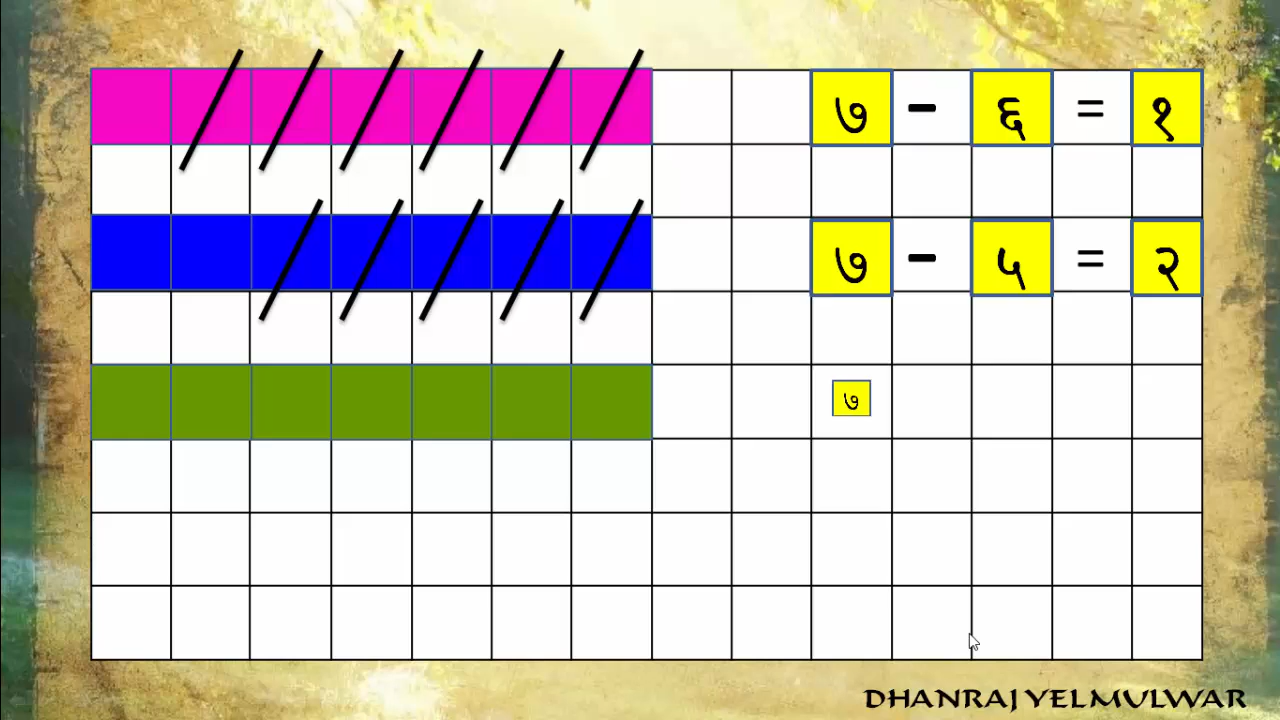 ७ - ६ = १
७ - ५ = २
७
DHANRAJ YELMULWAR